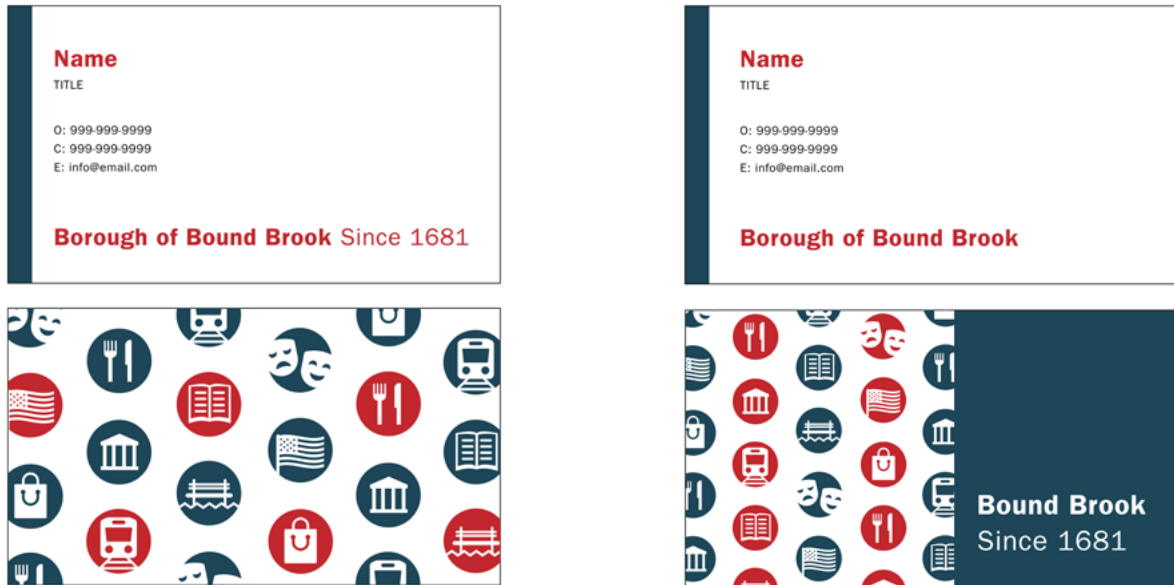 Name
TITLE
O: 999-999-9999
C: 999-999-9999
E: info@email.com
Borough of Bound Brook Since 1681
Name
TITLE
O: 999-999-9999
C: 999-999-9999
E: info@email.com
Borough of Bound Brook
Bound Brook
Since 1681